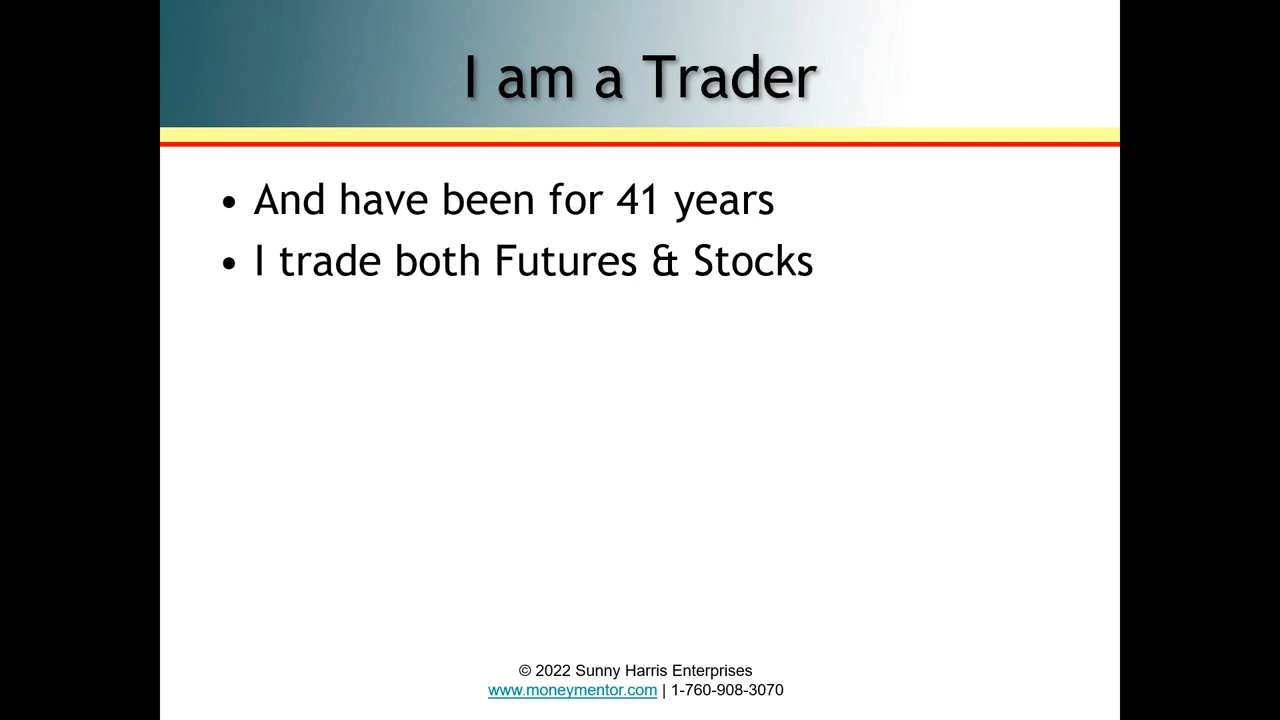 I am a Trader
• And have been for 41 years
• I trade both Futures & Stocks
© 2022 Sunny Harris Enterprises
www.moneymentor.com | 1-760-908-3070